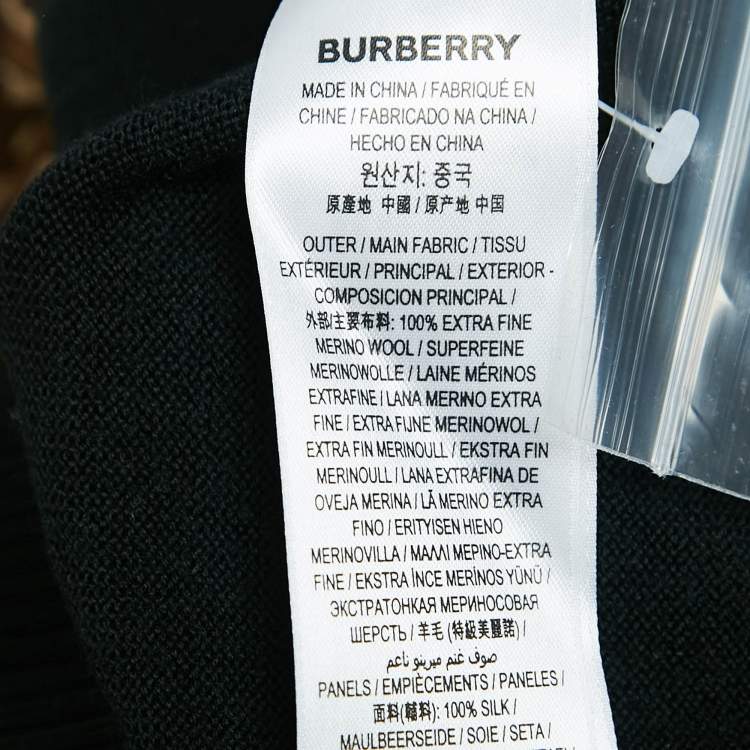 BURBERRY
MADE IN CHINA / FABRIQUÉ EN
CHINE / FABRICADO NA CHINA /
HECHO EN CHINA
원산지: 중국
原產地 中國 / 原产地 中国
OUTER / MAIN FABRIC / TISSU
EXTÉRIEUR / PRINCIPAL / EXTERIOR -
COMPOSICION PRINCIPAL /
外部/主要布料: 100% EXTRA FINE
MERINO WOOL / SUPERFEINE
MERINOWOLLE / LAINE MÉRINOS
EXTRAFINE / LANA MERINO EXTRA
FINE / EXTRA FIJNE MERINOWOL /
EXTRA FIN MERINOULL / EKSTRA FIN
MERINOULL / LANA EXTRAFINA DE
OVEJA MERINA / LÃ MERINO EXTRA
FINO / ERITYISEN HIENO
MERINOVILLA / ΜΑΛΛΙ ΜΕΡΙΝΟ-EXTRA
FINE / EKSTRA İNCE MERİNOS YÜNÜ /
ЭКСТРАТОНКАЯ МЕРИНОСОВАЯ
ШЕРСТЬ / 羊毛 (特級美麗諾) /
صوف غنم ميرينو ناعم /
PANELS / EMPIÈCEMENTS / PANELES /
面料(輔料): 100% SILK /
MAULBEERSEIDE / SOIE / SETA /